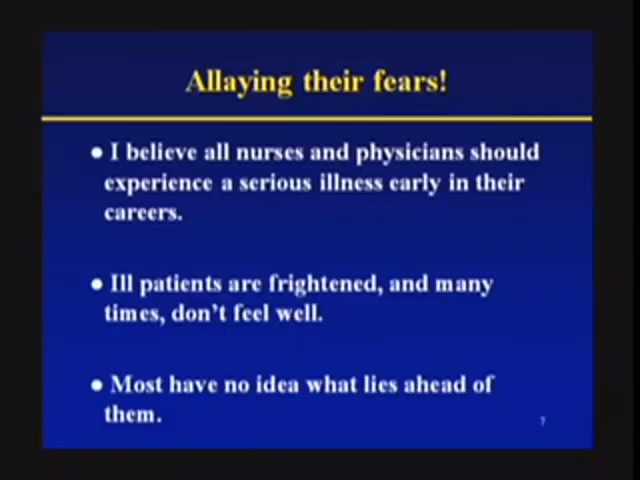 Allaying their fears!
● I believe all nurses and physicians should
experience a serious illness early in their
careers.
● Ill patients are frightened, and many
times, don't feel well.
● Most have no idea what lies ahead of
them.
7